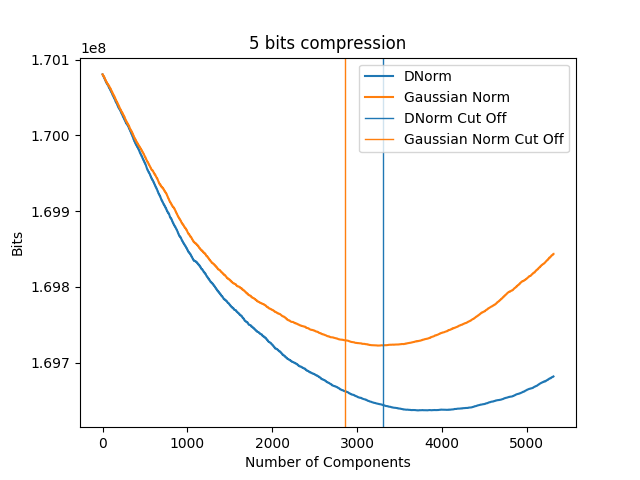 5 bits compression
1e8
1.701
1.700
1.699
1.698
1.697
Bits
DNorm
Gaussian Norm
DNorm Cut Off
Gaussian Norm Cut Off
0 1000 2000 3000 4000 5000
Number of Components